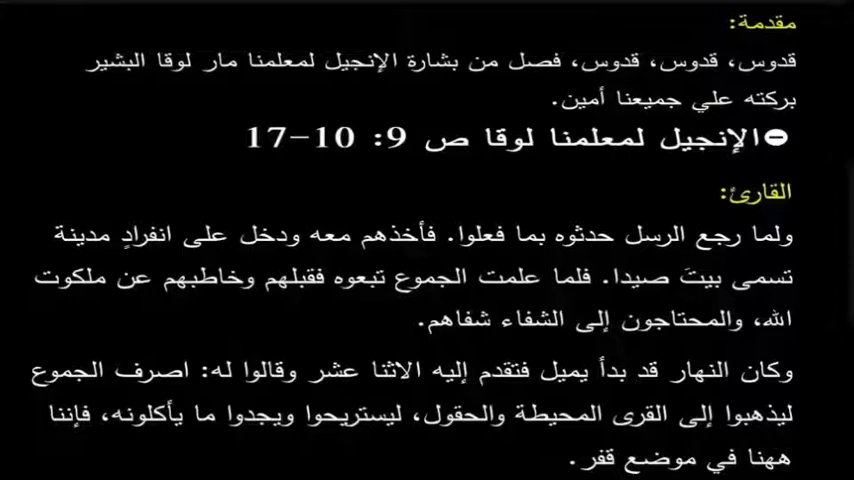 مقدمة:
قدوس، قدوس، قدوس، فصل من بشارة الإنجيل لمعلمنا مار لوقا البشير
بركته علي جميعنا أمين.
الإنجيل لمعلمنا لوقا ص 9: 10-17
القارئ:
ولما رجع الرسل حدثوه بما فعلوا. فأخذهم معه ودخل على انفرادٍ مدينة
تسمى بيتَ صيدا. فلما علمت الجموع تبعوه فقبلهم وخاطبهم عن ملكوت
الله، والمحتاجون إلى الشفاء شفاهم.
وكان النهار قد بدأ يميل فتقدم إليه الاثنا عشر وقالوا له: اصرف الجموع
ليذهبوا إلى القرى المحيطة والحقول، ليستريحوا ويجدوا ما يأكلونه، فإننا
ههنا في موضع قفر.